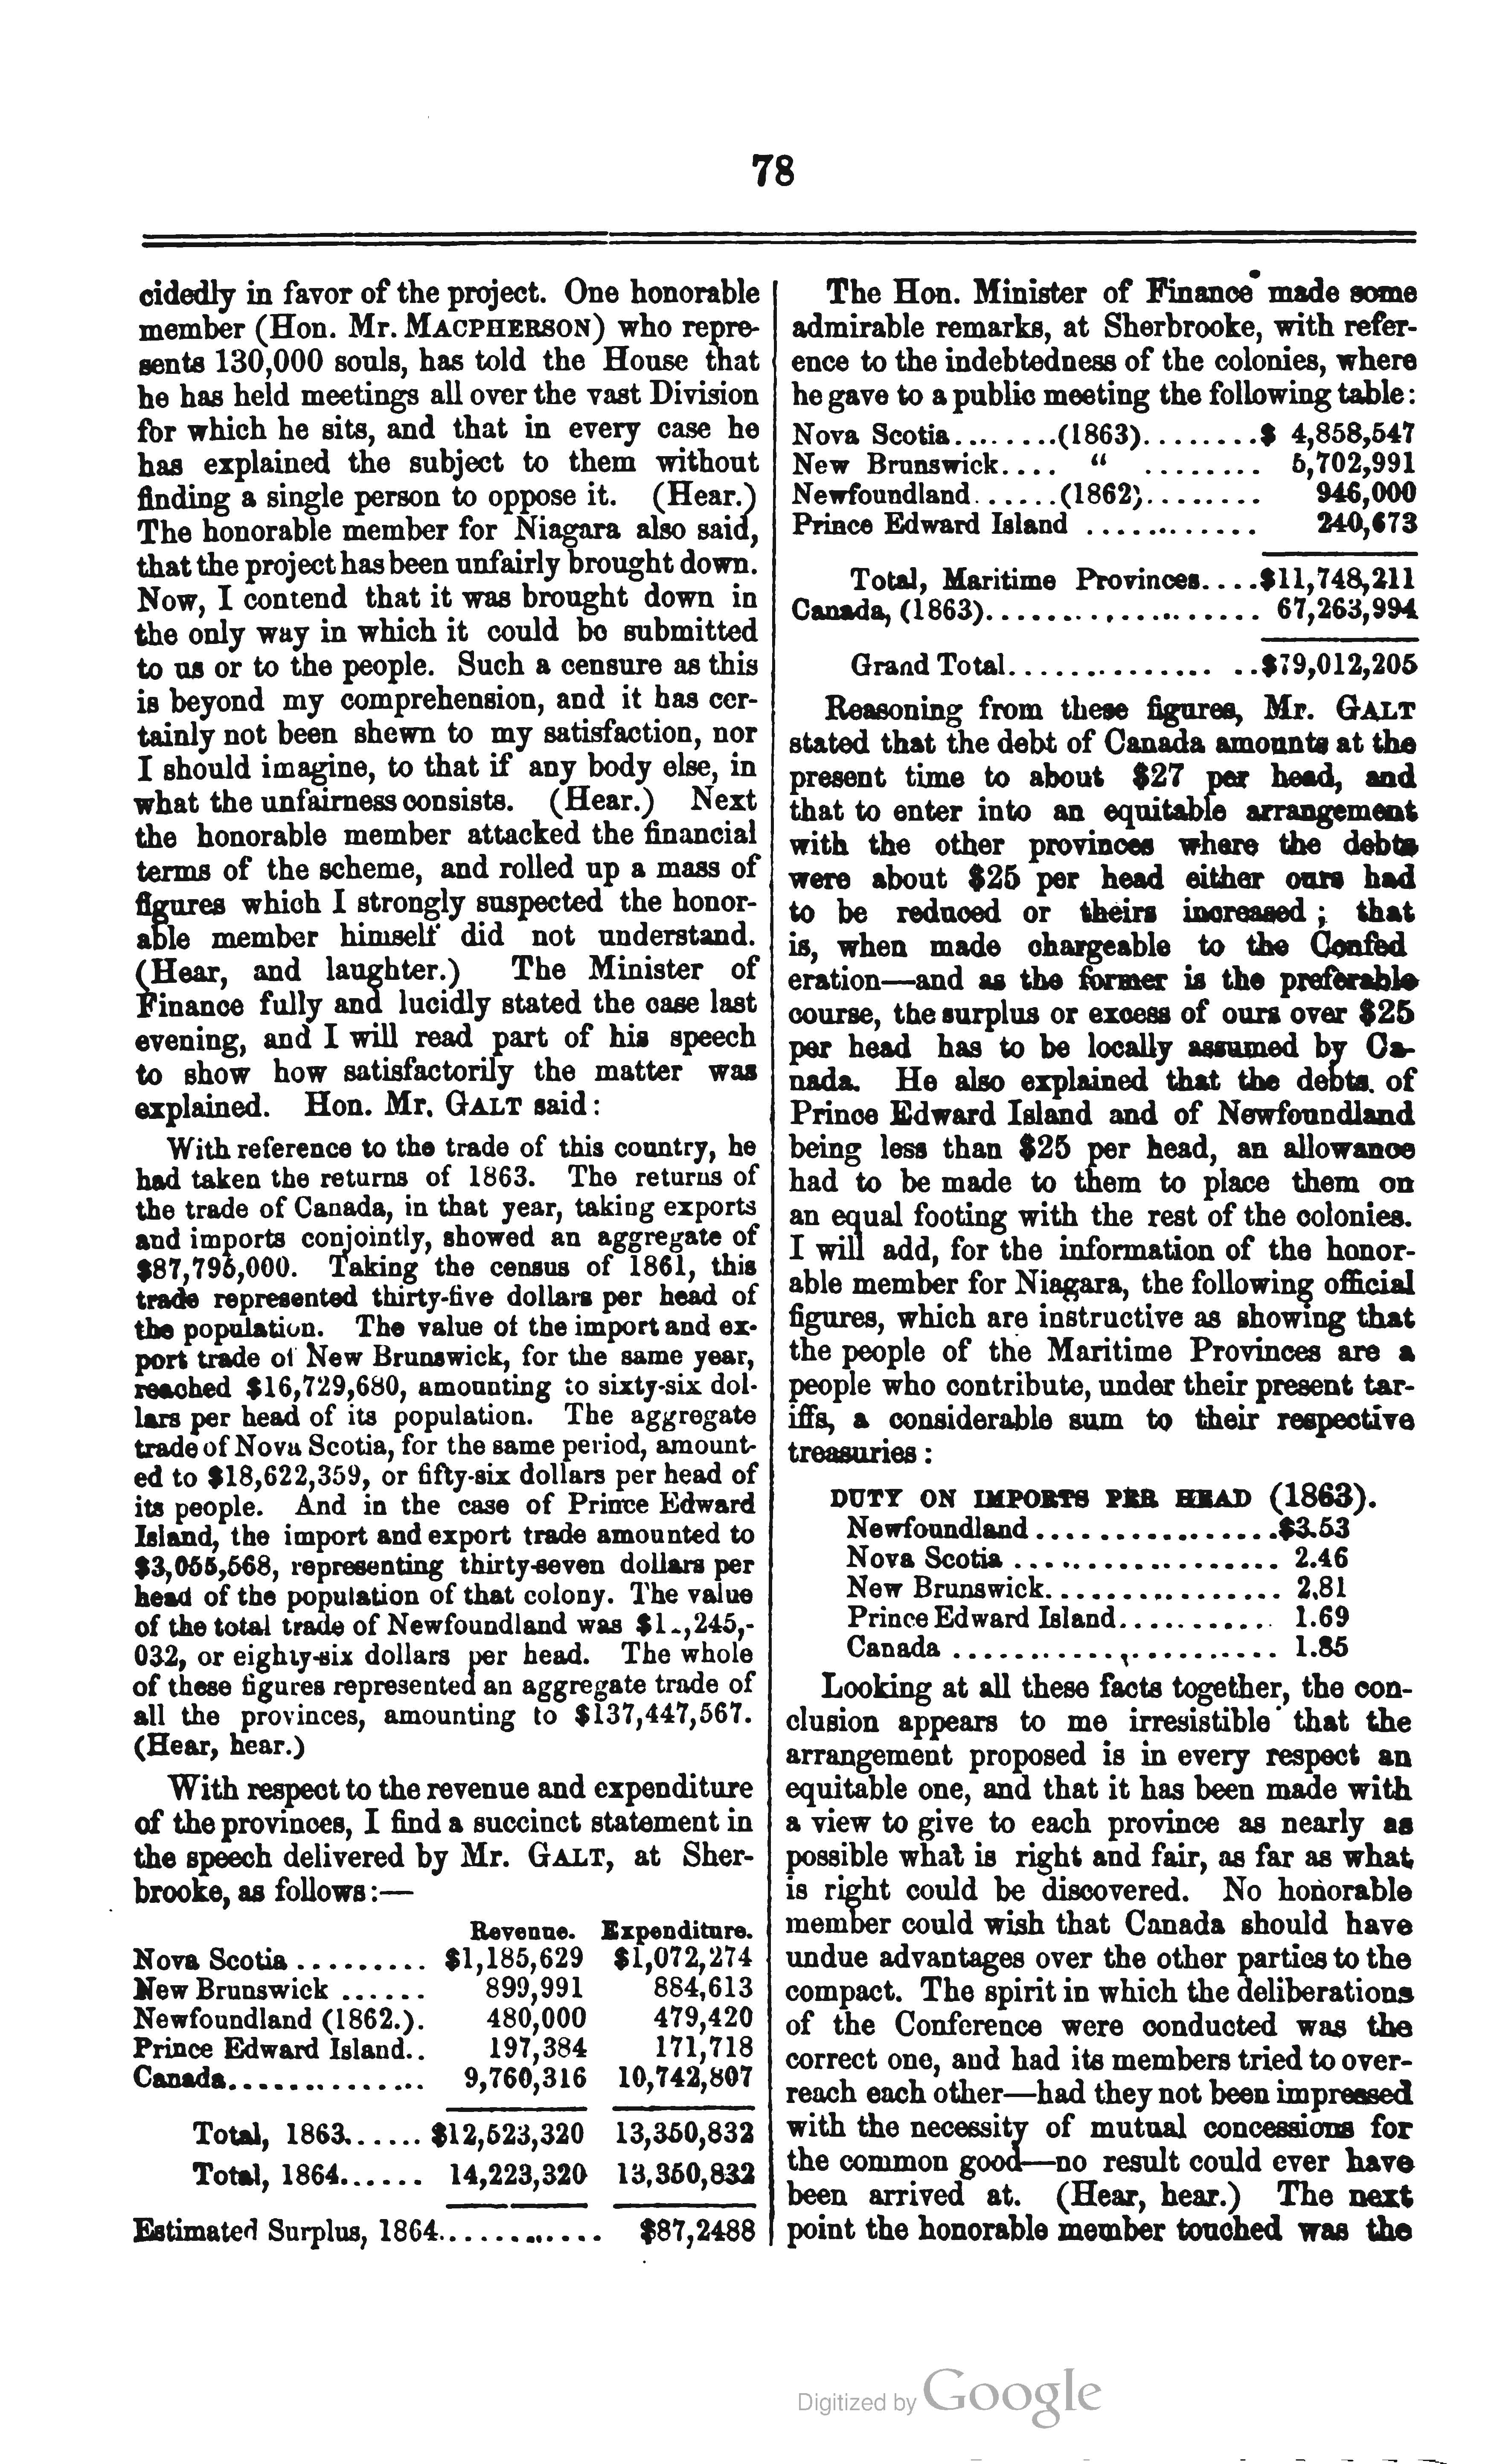 78
cidedly in favor of the project. One honorable
member (Hon. Mr. MACPHERSON) who repre-
sents 130,000 souls, has told the House that
he has held meetings all over the vast Division
for which he sits, and that in every case he
has explained the subject to them without
finding a single person to oppose it. (Hear.)
The honorable member for Niagara also said,
that the project has been unfairly brought down.
Now, I contend that it was brought down in
the only way in which it could be submitted
to us or to the people. Such a censure as this
is beyond my comprehension, and it has cer-
tainly not been shewn to my satisfaction, nor
I should imagine, to that if any body else, in
what the unfairness consists. (Hear.) Next
the honorable member attacked the financial
terms of the scheme, and rolled up a mass of
figures which I strongly suspected the honor-
able member himself did not understand.
(Hear, and laughter.) The Minister of
Finance fully and lucidly stated the case last
evening, and I will read part of his speech
to show how satisfactorily the matter was
explained. Hon. Mr. GALT said:
With reference to the trade of this country, he
had taken the returns of 1863. The returns of
the trade of Canada, in that year, taking exports
and imports conjointly, showed an aggregate of
$87,795,000. Taking the census of 1861, this
trade represented thirty-five dollars per head of
the population. The value of the import and ex-
port trade of New Brunswick, for the same year,
reached $16,729,680, amounting to sixty-six dol-
lars per head of its population. The aggregate
trade of Nova Scotia, for the same period, amount-
ed to $18,622,359, or fifty-six dollars per head of
its people. And in the case of Prince Edward
Island, the import and export trade amounted to
$3,055,568, representing thirty-seven dollars per
head of the population of that colony. The value
of the total trade of Newfoundland was
032, or eighty-six dollars per head. The whole
of these figures represented an aggregate trade of
all the provinces, amounting to $137,447,567.
(Hear, hear.)
With respect to the revenue and expenditure
of the provinces, I find a succinct statement in
the speech delivered by Mr. GALT, at Sher-
brooke, as follows:—
Revenue. Expenditure.
Nova Scotia ......... $1,185,629 $1,072,274
New Brunswick ...... 899,991 884,613
Newfoundland (1862.). 480,000 479,420
Prince Edward Island.. 197,384 171,718
Canada.............. 9,760,316 10,742,807
Total, 1863...... $12,523,320 13,350,832
Total, 1864...... 14,223,320 13,350,832
Estimated Surplus, 1864............ $87,2488
The Hon. Minister of Finance made some
admirable remarks, at Sherbrooke, with refer-
ence to the indebtedness of the colonies, where
he gave to a public meeting the following table:
Nova Scotia........(1863)........$ 4,858,547
New Brunswick.... “ ........ 5,702,991
Newfoundland......(1862)........ 946,000
Prince Edward Island ............ 240,673
Total, Maritime Provinces....$11,748,211
Canada, (1863)................... 67,263,994
Grand Total.............. ..$79,012,205
Reasoning from these figures, Mr. GALT
stated that the debt of Canada amounts at the
present time to about $27 per head, and
that to enter into an equitable arrangement
with the other provinces where the debts
were about $25 per head either ours had
to be reduced or theirs increased; that
is, when made chargeable to the Confed
eration—and as the former is the preferable
course, the surplus or excess of ours over $25
per head has to be locally assumed by Ca-
nada. He also explained that the debts of
Prince Edward Island and of Newfoundland
being less than $25 per head, an allowance
had to be made to them to place them on
an equal footing with the rest of the colonies.
I will add, for the information of the honor-
able member for Niagara, the following official
figures, which are instructive as showing that
the people of the Maritime Provinces are a
people who contribute, under their present tar-
iffs, a considerable sum to their respective
treasuries:
DUTY ON IMPORTS PER HEAD (1863).
Newfoundland .................$3.53
Nova Scotia ................... 2.46
New Brunswick................. 2.81
Prince Edward Island........... 1.69
Canada ....................... 1.85
Looking at all these facts together, the con-
clusion appears to me irresistible that the
arrangement proposed is in every respect an
equitable one, and that it has been made with
a view to give to each province as nearly as
possible what is right and fair, as far as what
is right could be discovered. No honorable
member could wish that Canada should have
undue advantages over the other parties to the
compact. The spirit in which the deliberations
of the Conference were conducted was the
correct one, and had its members tried to over-
reach each other—had they not been impressed
with the necessity of mutual concessions for
the common good—no result could ever have
been arrived at. (Hear, hear.) The next
point the honorable member touched was the
Digitized by Google